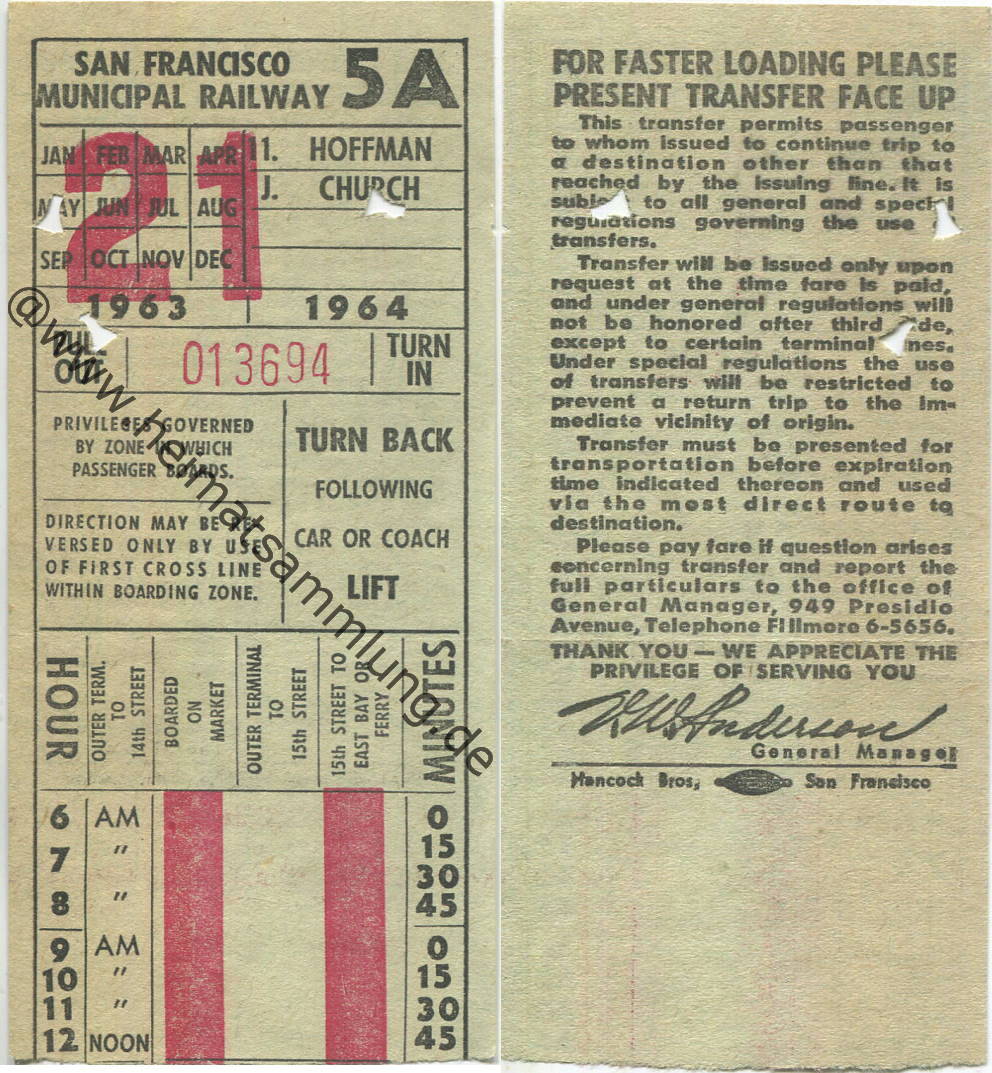 SAN FRANCISCO
MUNICIPAL RAILWAY 5A
21
JAN FEB MAR APR
MAY JUN JUL AUG
SEP OCT NOV DEC
11. HOFFMAN
J. CHURCH
1963 1964
OUT
013694
TURN
IN
PRIVILEGES GOVERNED
BY ZONE IN WHICH
PASSENGER BOARDS.
DIRECTION MAY BE RE-
VERSED ONLY BY USE
OF FIRST CROSS LINE
WITHIN BOARDING ZONE.
TURN BACK
FOLLOWING
CAR OR COACH
LIFT
HOUR
OUTER TERM.
TO
14th STREET
BOARDED
ON
MARKET
OUTER TERMINAL
TO
15th STREET
15th STREET TO
EAST BAY OR
FERRY
MINUTES
6 AM 0
7 " 15
30
8 " 45
9 AM 0
10 " 15
11 " 30
12 NOON 45
@www.heimatsammlung.de
FOR FASTER LOADING PLEASE
PRESENT TRANSFER FACE UP
This transfer permits passenger
to whom issued to continue trip to
a destination other than that
reached by the issuing line. It is
subject to all general and special
regulations governing the use
transfers.
Transfer will be issued only upon
request at the time fare is paid,
and under general regulations will
not be honored after third ide,
except to certain terminal nes.
Under special regulations the use
of transfers will be restricted to
prevent a return trip to the im-
mediate vicinity of origin.
Transfer must be presented for
transportation before expiration
time indicated thereon and used
via the most direct route to
destination.
Please pay fare if question arises
concerning transfer and report the
full particulars to the office of
General Manager, 949 Presidio
Avenue, Telephone FIllmore 6-5656.
THANK YOU — WE APPRECIATE THE
PRIVILEGE OF SERVING YOU
V.W. Anderson
General Manager
Hancock Bros, San Francisco